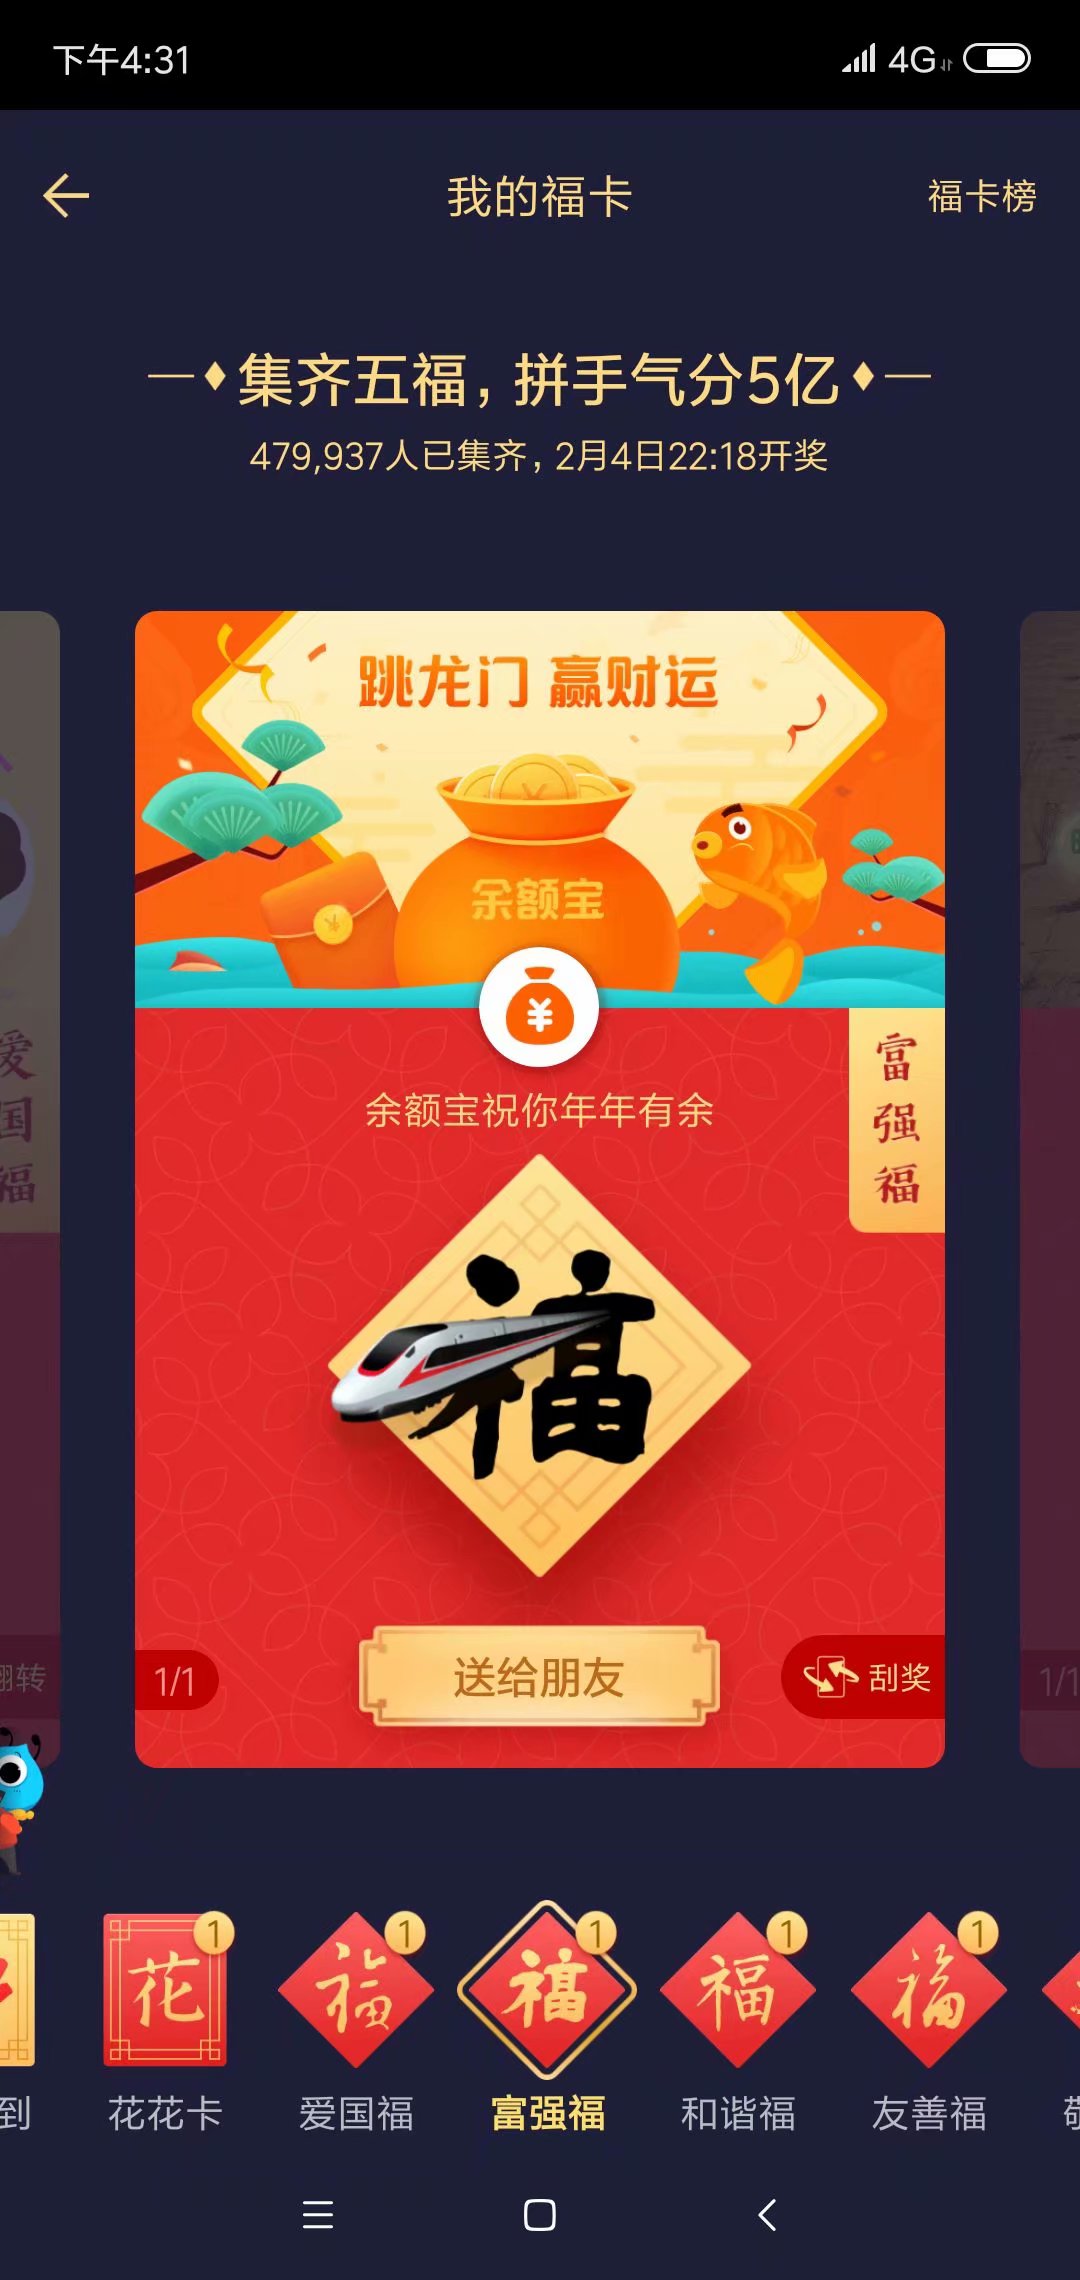 下午4:31
4G
我的福卡
福卡榜
集齐五福，拼手气分5亿
479,937人已集齐，2月4日22:18开奖
跳龙门 赢财运
余额宝
¥
余额宝祝你年年有余
富强福
爱国福
福
翻转
1/1
送给朋友
刮奖
1/1
花
1
福
1
福
1
福
1
福
1
到
花花卡
爱国福
富强福
和谐福
友善福
敬